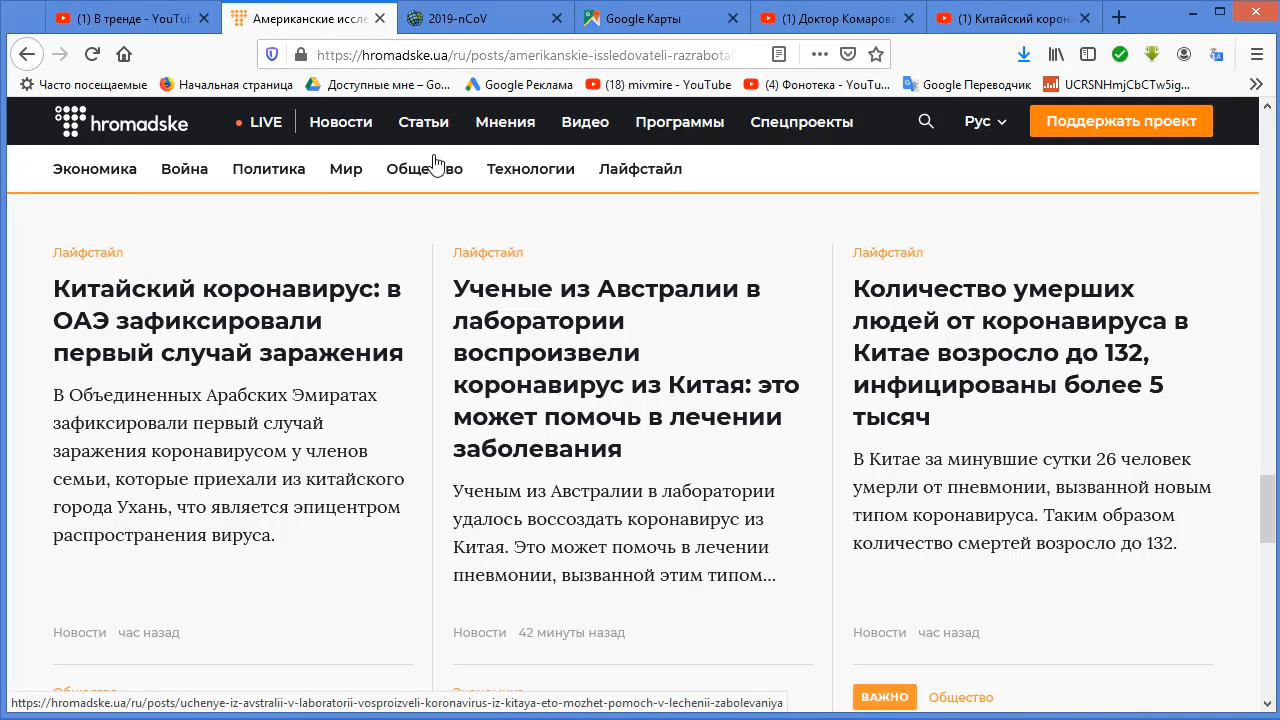 (1) В тренде - YouTu
Американские иссле
2019-nCoV
Google Карты
(1) Доктор Комаров
(1) Китайский корон
https://hromadske.ua/ru/posts/amerikanskie-issledovateli-razrabotal
Часто посещаемые
Начальная страница
Доступные мне – Go...
Google Реклама
(18) mivmire - YouTube
(4) Фонотека - YouTu...
Google Переводчик
UCRSNHmjCbCTw5ig...
hromadske
LIVE
Новости
Статьи
Мнения
Видео
Программы
Спецпроекты
Рус
Поддержать проект
Экономика
Война
Политика
Мир
Общество
Технологии
Лайфстайл
Лайфстайл
Китайский коронавирус: в
ОАЭ зафиксировали
первый случай заражения
В Объединенных Арабских Эмиратах
зафиксировали первый случай
заражения коронавирусом у членов
семьи, которые приехали из китайского
города Ухань, что является эпицентром
распространения вируса.
Новости час назад
Лайфстайл
Ученые из Австралии в
лаборатории
воспроизвели
коронавирус из Китая: это
может помочь в лечении
заболевания
Ученым из Австралии в лаборатории
удалось воссоздать коронавирус из
Китая. Это может помочь в лечении
пневмонии, вызванной этим типом...
Новости 42 минуты назад
Лайфстайл
Количество умерших
людей от коронавируса в
Китае возросло до 132,
инфицированы более 5
тысяч
В Китае за минувшие сутки 26 человек
умерли от пневмонии, вызванной новым
типом коронавируса. Таким образом
количество смертей возросло до 132.
Новости час назад
Общество
Экономика
ВАЖНО Общество
https://hromadske.ua/ru/posts/uchenye-iz-avstralii-v-laboratorii-vosproizveli-koronavirus-iz-kitaya-eto-mozhet-pomoch-v-lechenii-zabolevaniya